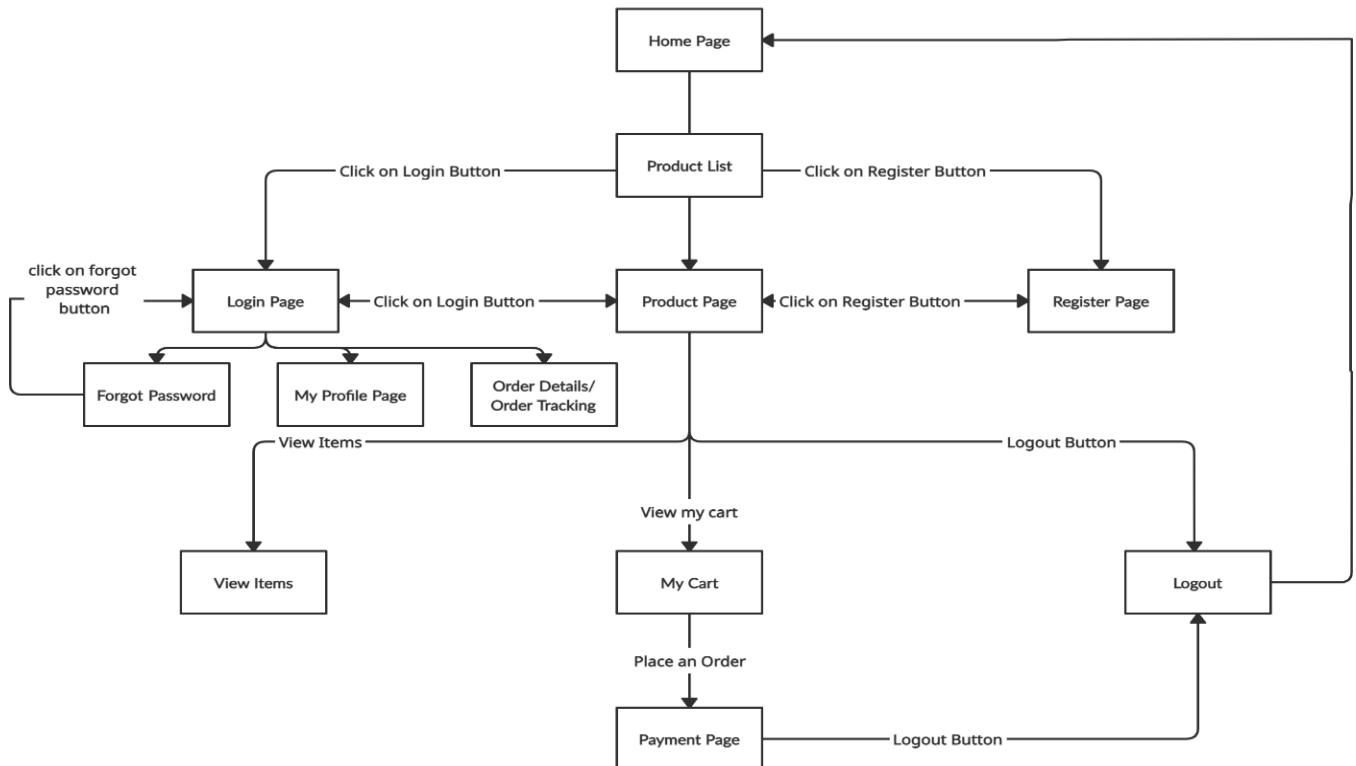 Home Page
Product List
Click on Login Button
Click on Register Button
click on forgot
password
button
Login Page
Click on Login Button
Product Page
Click on Register Button
Register Page
Forgot Password
My Profile Page
Order Details/
Order Tracking
View Items
Logout Button
View my cart
View Items
My Cart
Logout
Place an Order
Payment Page
Logout Button